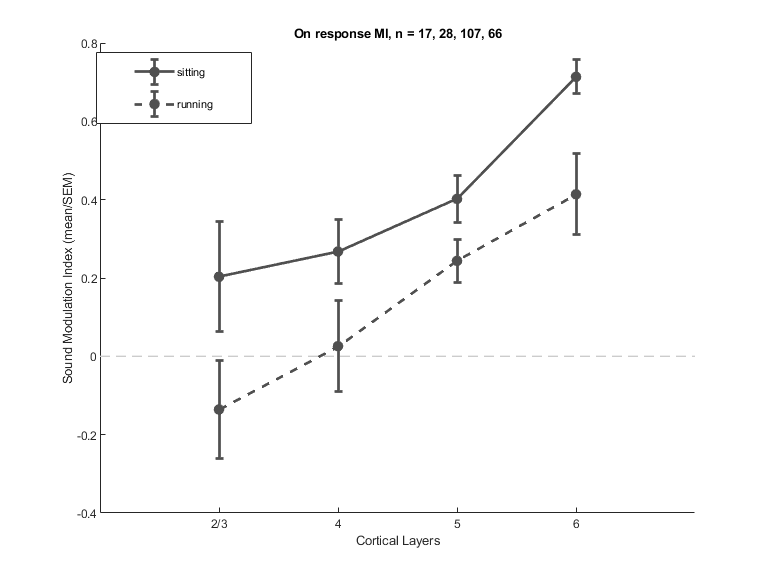 On response MI, n = 17, 28, 107, 66
sitting
running
0.8
0.6
0.4
0.2
0
-0.2
-0.4
Sound Modulation Index (mean/SEM)
2/3 4 5 6
Cortical Layers